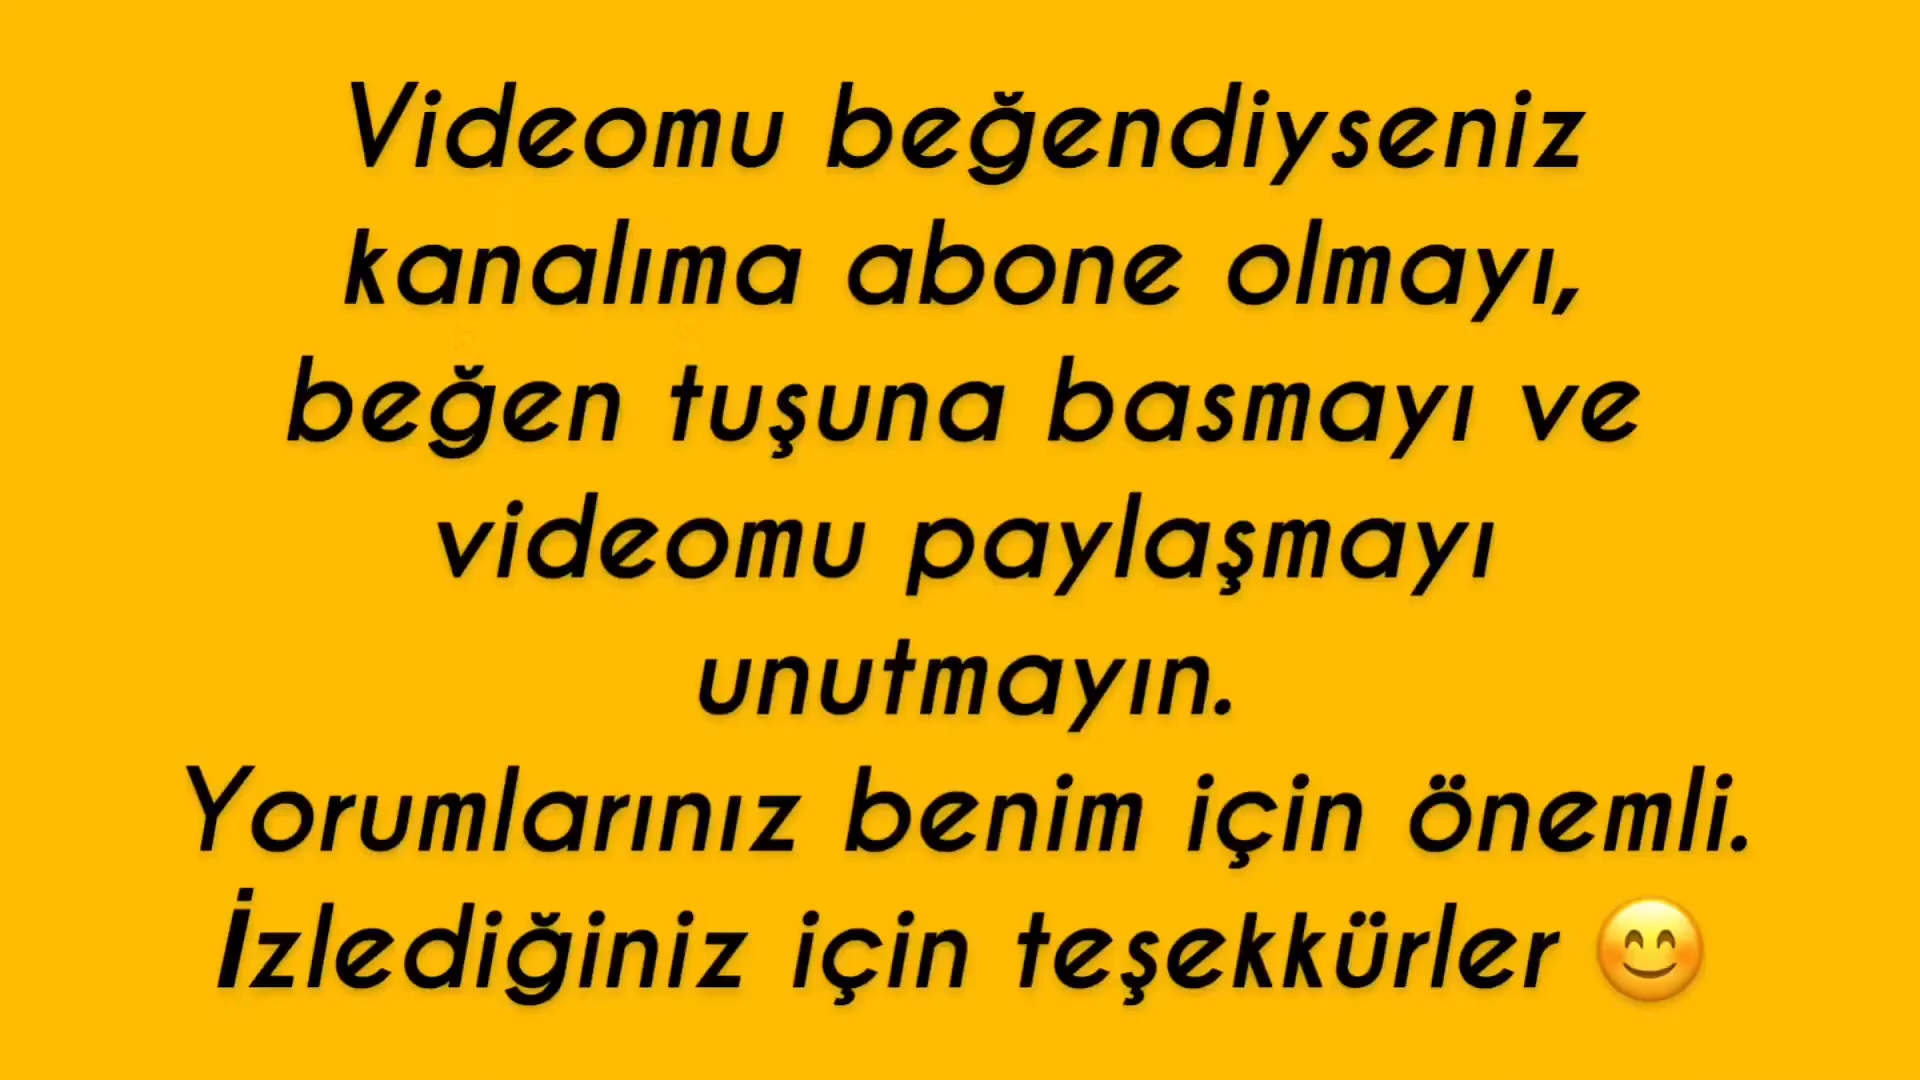 Videomu beğendiyseniz
kanalıma abone olmayı,
beğen tuşuna basmayı ve
videomu paylaşmayı
unutmayın.
Yorumlarınız benim için önemli.
İzlediğiniz için teşekkürler 😊